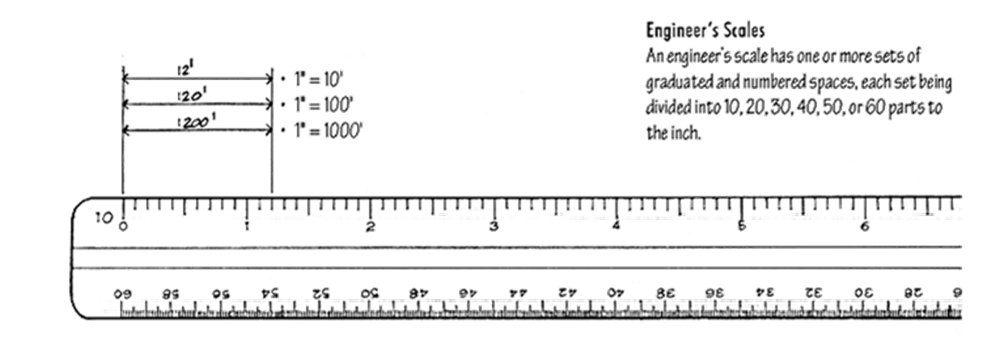 Engineer's Scales
An engineer's scale has one or more sets of
graduated and numbered spaces, each set being
divided into 10, 20, 30, 40, 50, or 60 parts to
the inch.
12' • 1" = 10'
120' • 1" = 100'
1200' • 1" = 1000'
10 0 1 2 3 4 5 6
60 58 56 54 52 50 48 46 44 42 40 38 36 34 32 30 28